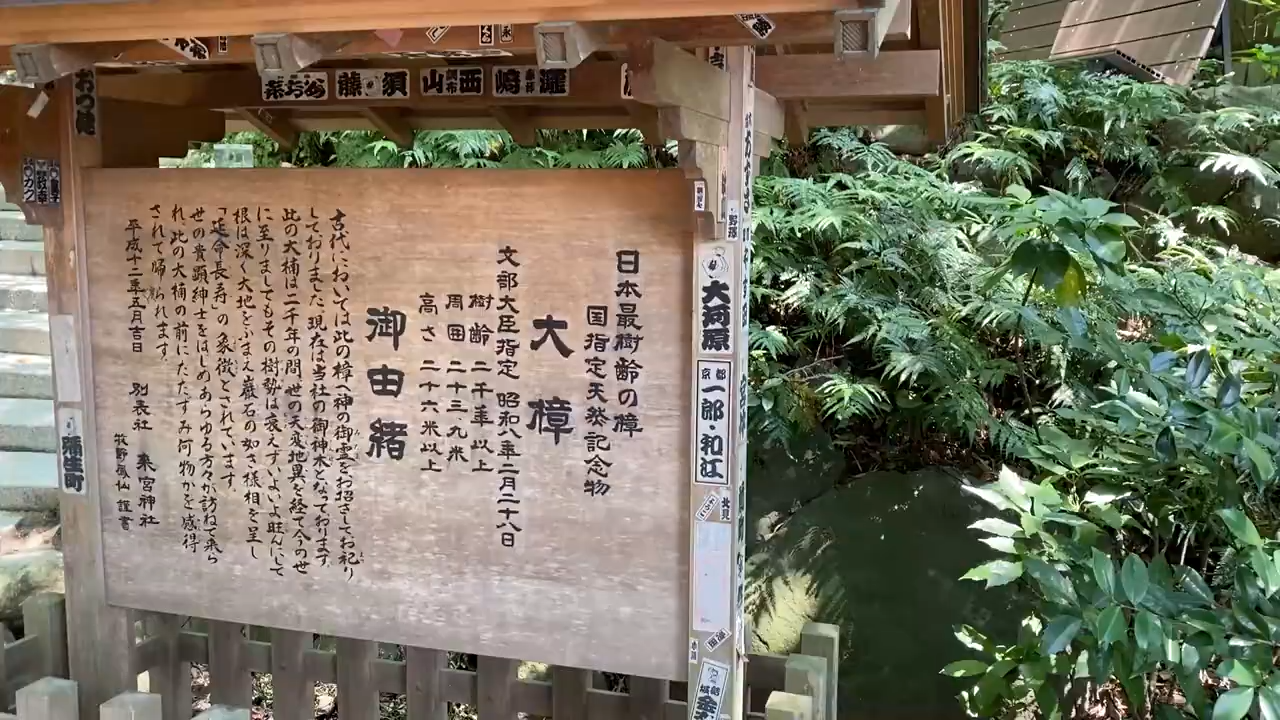 日本最樹齢の樟
国指定天然記念物
大樟
文部大臣指定 昭和八年二月二十八日
樹齢 二千年以上
周囲 二十三、九米
高さ 二十六米以上
御由緒
古代においては此の樟へ神の御霊をお招きしてお祀り
しておりました、現在は当社の御神木となっております。
此の大楠は二千年の間、世の天変地異を経て今の世
に至りましてもその樹勢は衰えずいよいよ旺んにして
根は深く大地をふまえ巌石の如き様相を呈し
「延命長寿」の象徴とされています。
世の貴顕紳士をはじめあらゆる方々が訪ねて来ら
れ此の大楠の前にたたずみ何物かを感得
されて帰られます。
平成十二年五月吉日
別表社 来宮神社
牧野風仙 謹書
熊須
山西
嶋灘
大河原
京都
一郎・和江
弥生町
野澤
北見